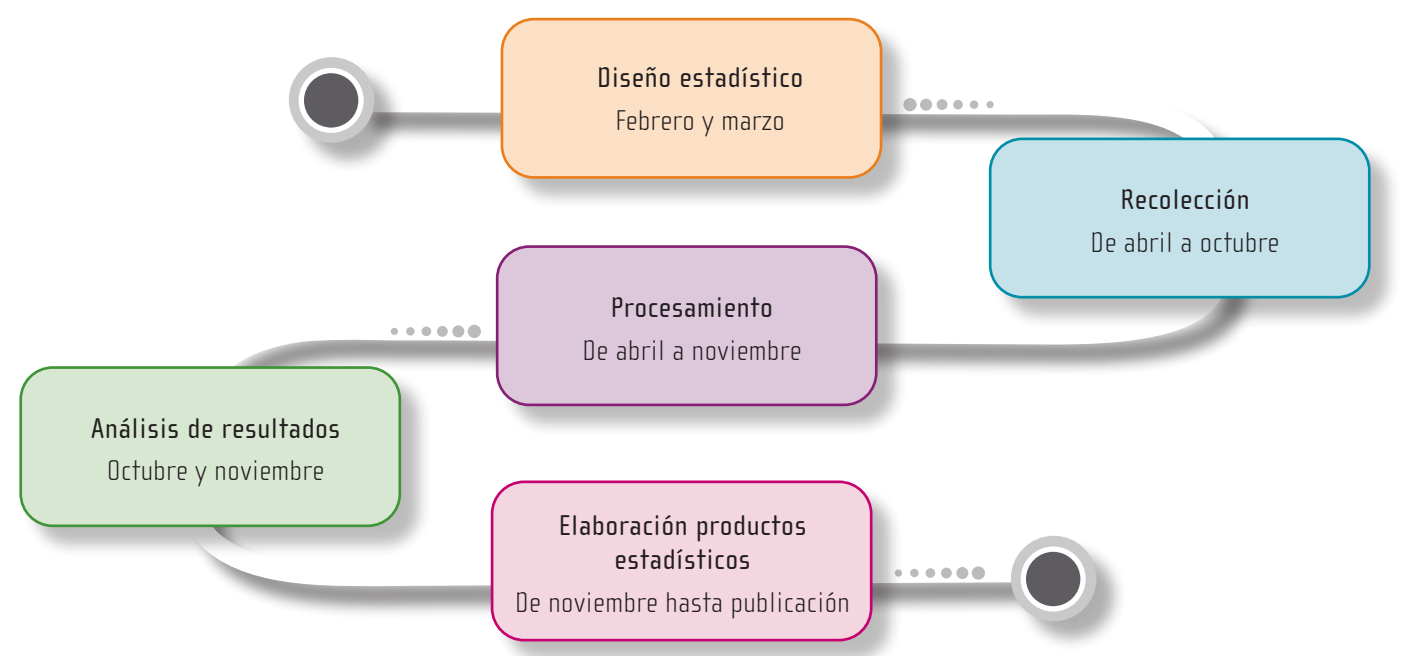 Diseño estadístico
Febrero y marzo
Recolección
De abril a octubre
Procesamiento
De abril a noviembre
Análisis de resultados
Octubre y noviembre
Elaboración productos
estadísticos
De noviembre hasta publicación